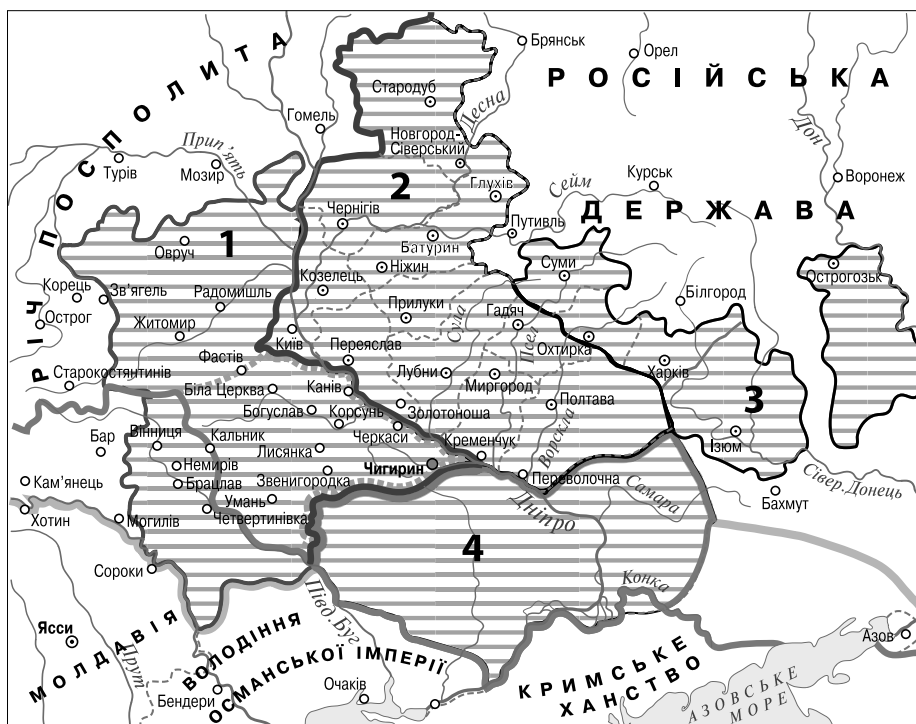 РІЧ ПОСПОЛИТА
РОСІЙСЬКА
ДЕРЖАВА
Брянськ
Орел
Стародуб
Десна
Гомель
Новгород-
Сіверський
Прип'ять
Турів
Мозир
Дон
Воронеж
2
Глухів
Сейм
Курськ
Чернігів
Путивль
1
Овруч
Батурин
Ніжин
Суми
Острогозьк
Козелець
Корець
Зв'ягель
Радомишль
Прилуки
Сула
Гадяч
Псел
Білгород
Острог
Житомир
Київ
Переяслав
Охтирка
Харків
Фастів
Старокостянтинів
Лубни
Миргород
Біла Церква
Канів
Полтава
3
Богуслав
Корсунь
Золотоноша
Ворскла
Бар
Вінниця
Кальник
Черкаси
Кременчук
Ізюм
Лисянка
Чигирин
Немирів
Переволочна
Самара
Сівер. Донець
Кам'янець
Брацлав
Звенигородка
Умань
Бахмут
Хотин
Могилів
Четвертинівка
Дніпро
4
Сороки
Півд. Буг
Конка
МОЛДАВІЯ
Ясси
Прут
ВОЛОДІННЯ
ОСМАНСЬКОЇ ІМПЕРІЇ
Бендери
Очаків
КРИМСЬКЕ
ХАНСТВО
Азов
АЗОВСЬКЕ
МОРЕ